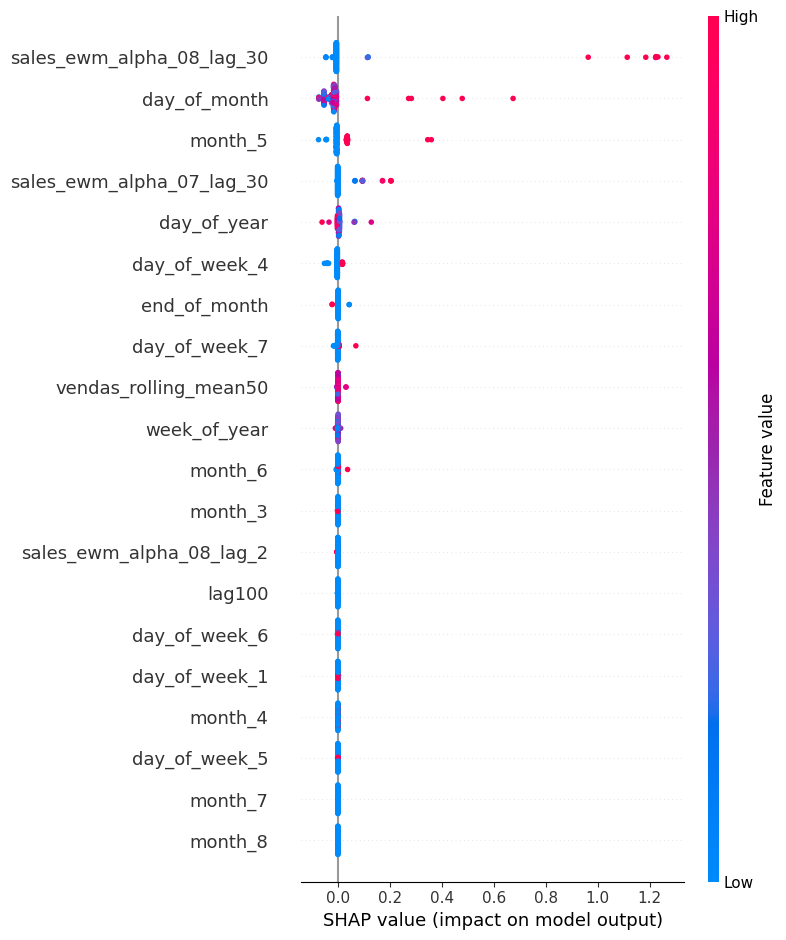 High
sales_ewm_alpha_08_lag_30
day_of_month
month_5
sales_ewm_alpha_07_lag_30
day_of_year
day_of_week_4
end_of_month
day_of_week_7
vendas_rolling_mean50
week_of_year
month_6
month_3
sales_ewm_alpha_08_lag_2
lag100
day_of_week_6
day_of_week_1
month_4
day_of_week_5
month_7
month_8
Feature value
Low
0.0 0.2 0.4 0.6 0.8 1.0 1.2
SHAP value (impact on model output)